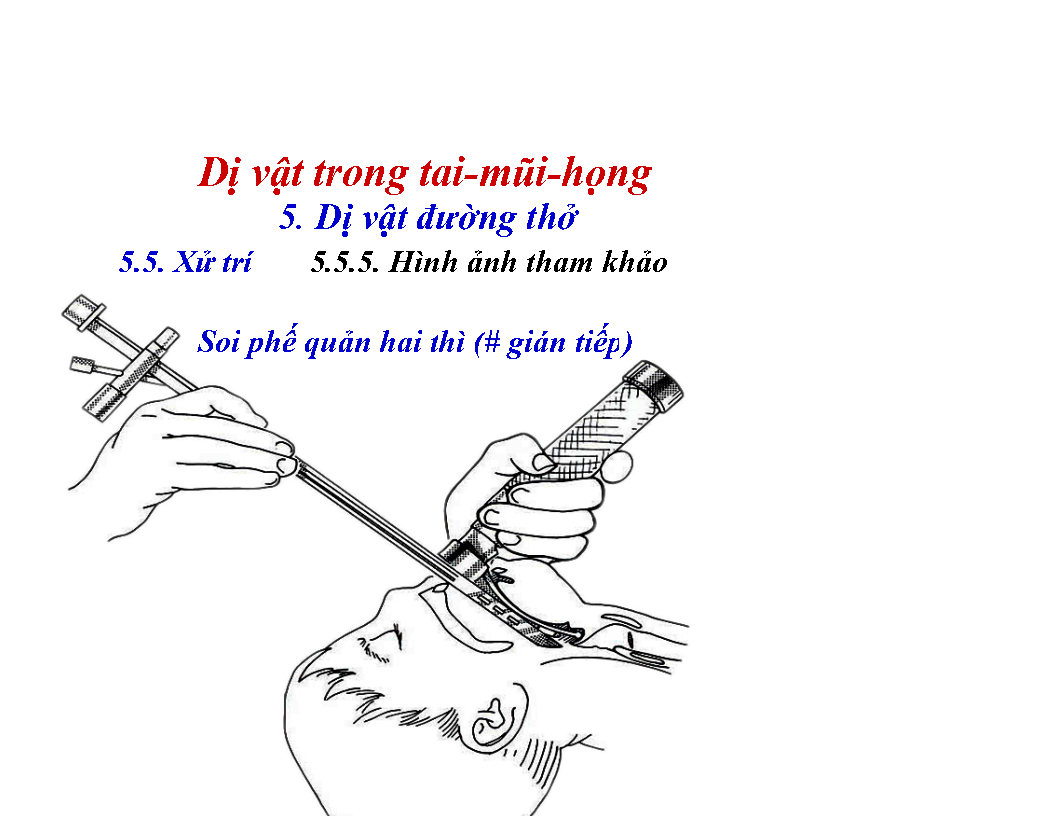 Dị vật trong tai-mũi-họng
5. Dị vật đường thở
5.5. Xử trí 5.5.5. Hình ảnh tham khảo
Soi phế quản hai thì (# gián tiếp)